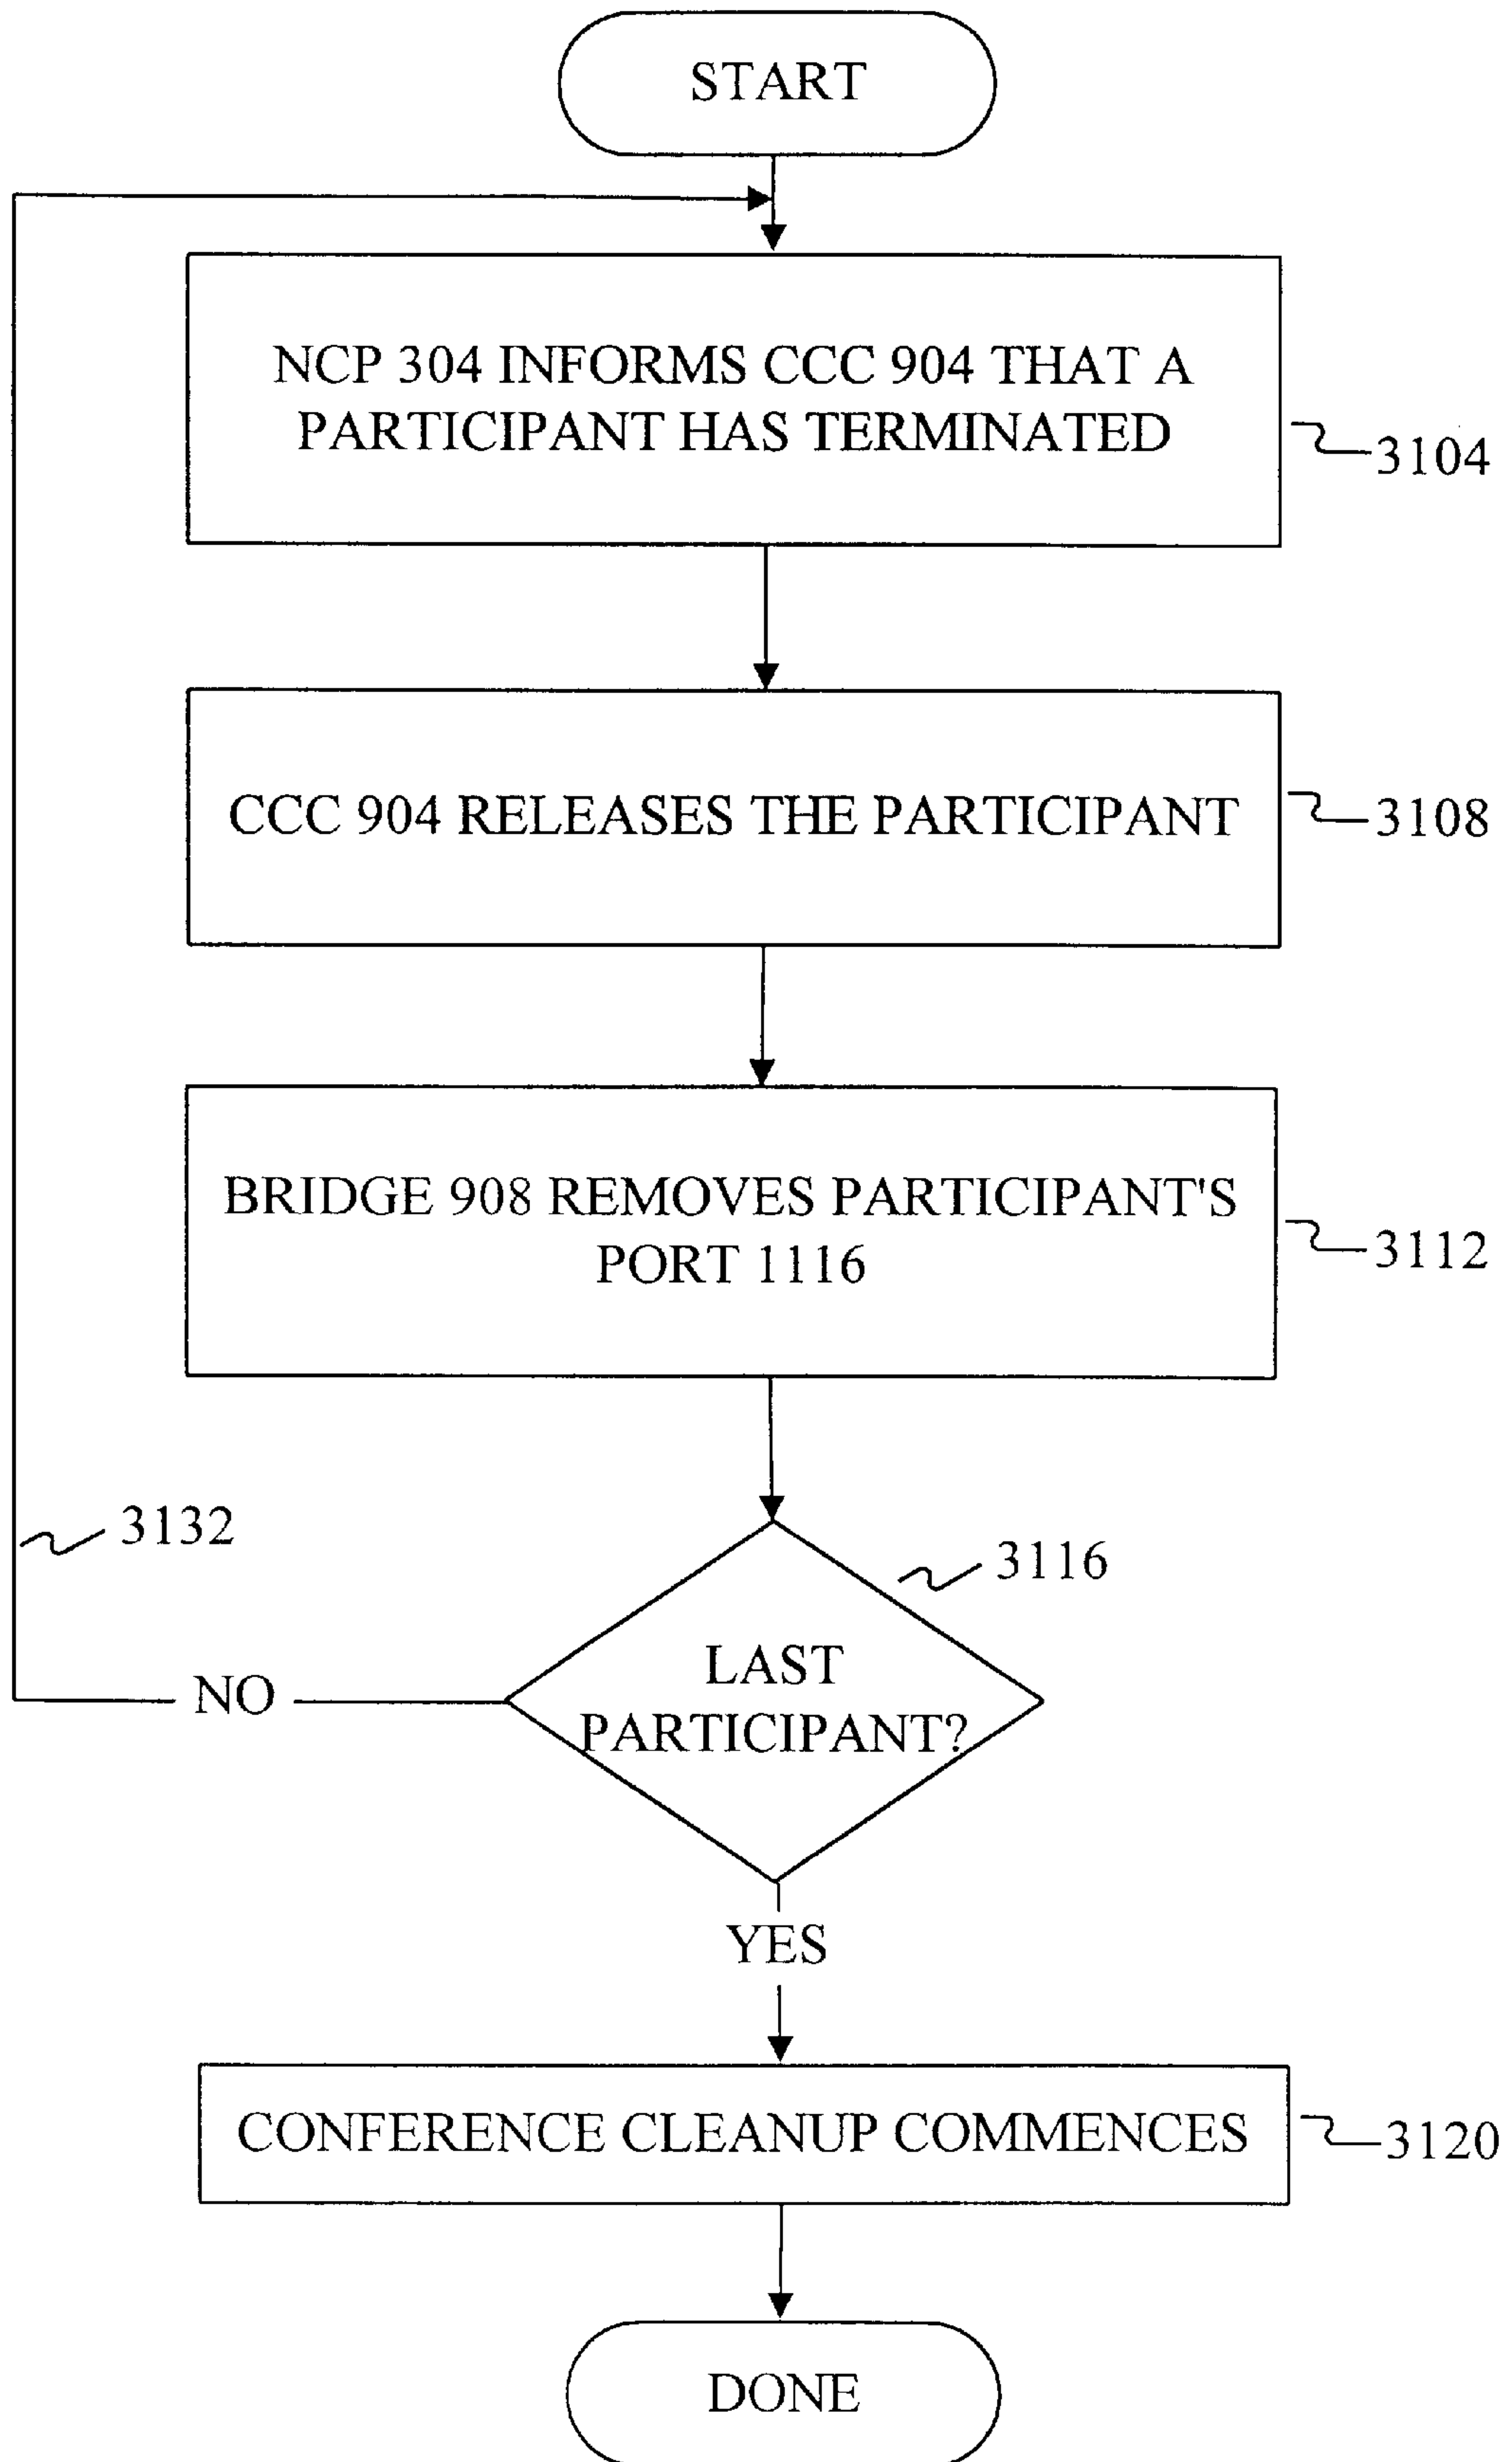 START
NCP 304 INFORMS CCC 904 THAT A
PARTICIPANT HAS TERMINATED
3104
CCC 904 RELEASES THE PARTICIPANT
3108
BRIDGE 908 REMOVES PARTICIPANT'S
PORT 1116
3112
3132
3116
LAST
PARTICIPANT?
NO
YES
CONFERENCE CLEANUP COMMENCES
3120
DONE